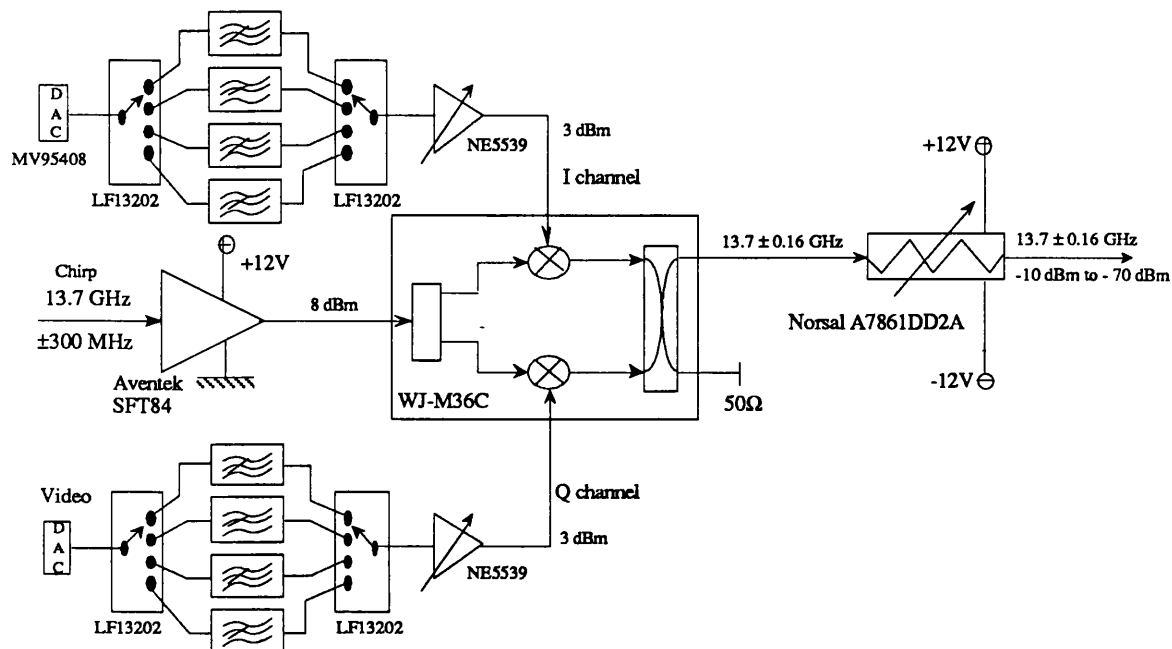 D
A
C
MV95408
LF13202
LF13202
NE5539
3 dBm
I channel
+12V
Chirp
13.7 GHz
±300 MHz
Aventek
SFT84
8 dBm
WJ-M36C
13.7 ± 0.16 GHz
50Ω
+12V
13.7 ± 0.16 GHz
-10 dBm to - 70 dBm
Norsal A7861DD2A
-12V
Video
D
A
C
LF13202
LF13202
NE5539
Q channel
3 dBm